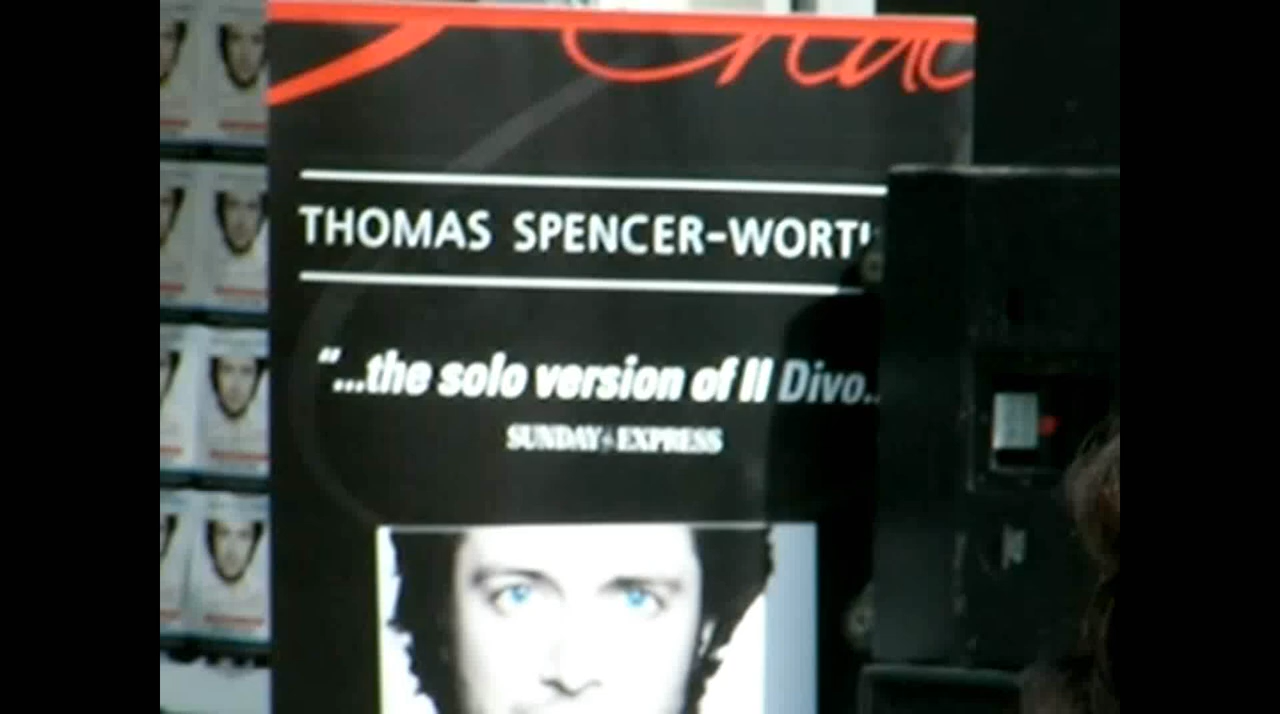 THOMAS SPENCER-WORT
"...the solo version of Il Divo..
SUNDAY EXPRESS